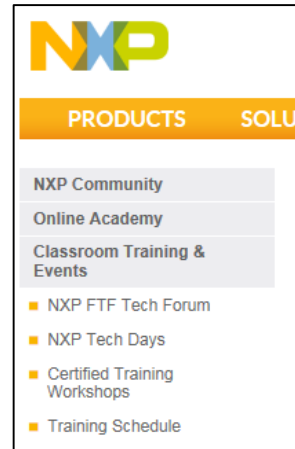 NXP
PRODUCTS SOLU
NXP Community
Online Academy
Classroom Training &
Events
NXP FTF Tech Forum
NXP Tech Days
Certified Training
Workshops
Training Schedule